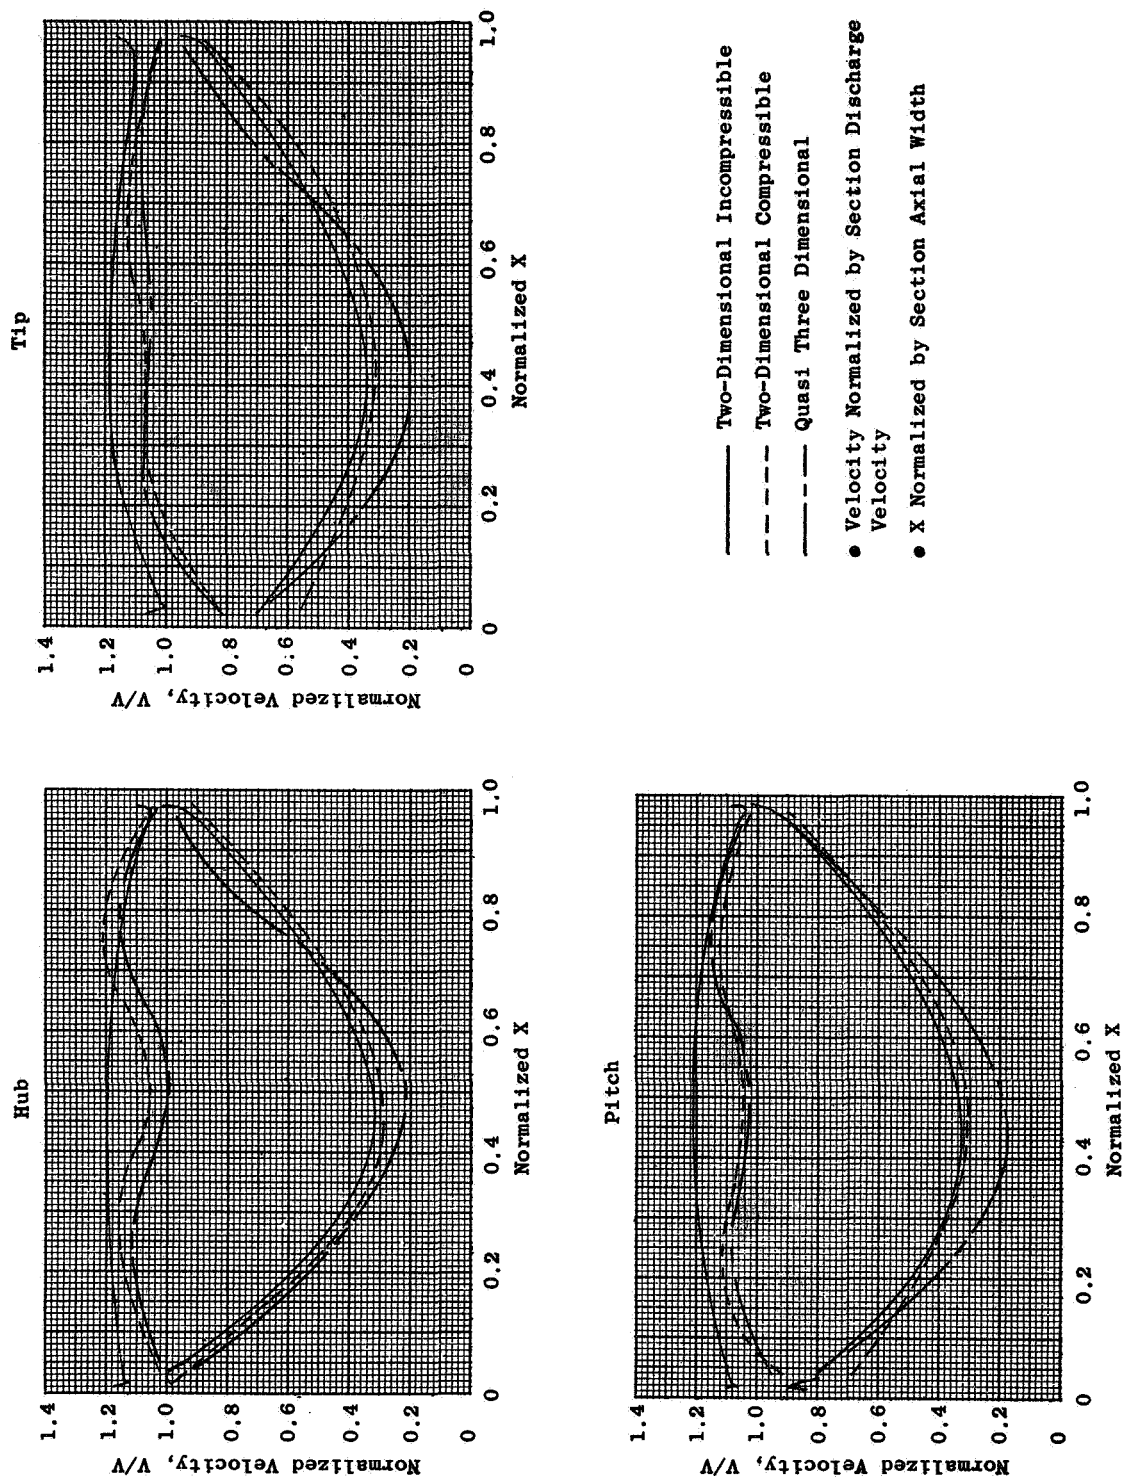 Hub
Normalized Velocity, V/V
1.4
1.2
1.0
0.8
0.6
0.4
0.2
0
0
0.2
0.4
0.6
0.8
1.0
Normalized X
Tip
Normalized Velocity, V/V
1.4
1.2
1.0
0.8
0.6
0.4
0.2
0
0
0.2
0.4
0.6
0.8
1.0
Normalized X
Pitch
Normalized Velocity, V/V
1.4
1.2
1.0
0.8
0.6
0.4
0.2
0
0
0.2
0.4
0.6
0.8
1.0
Normalized X
Two-Dimensional Incompressible
Two-Dimensional Compressible
Quasi Three Dimensional
● Velocity Normalized by Section Discharge
Velocity
● X Normalized by Section Axial Width